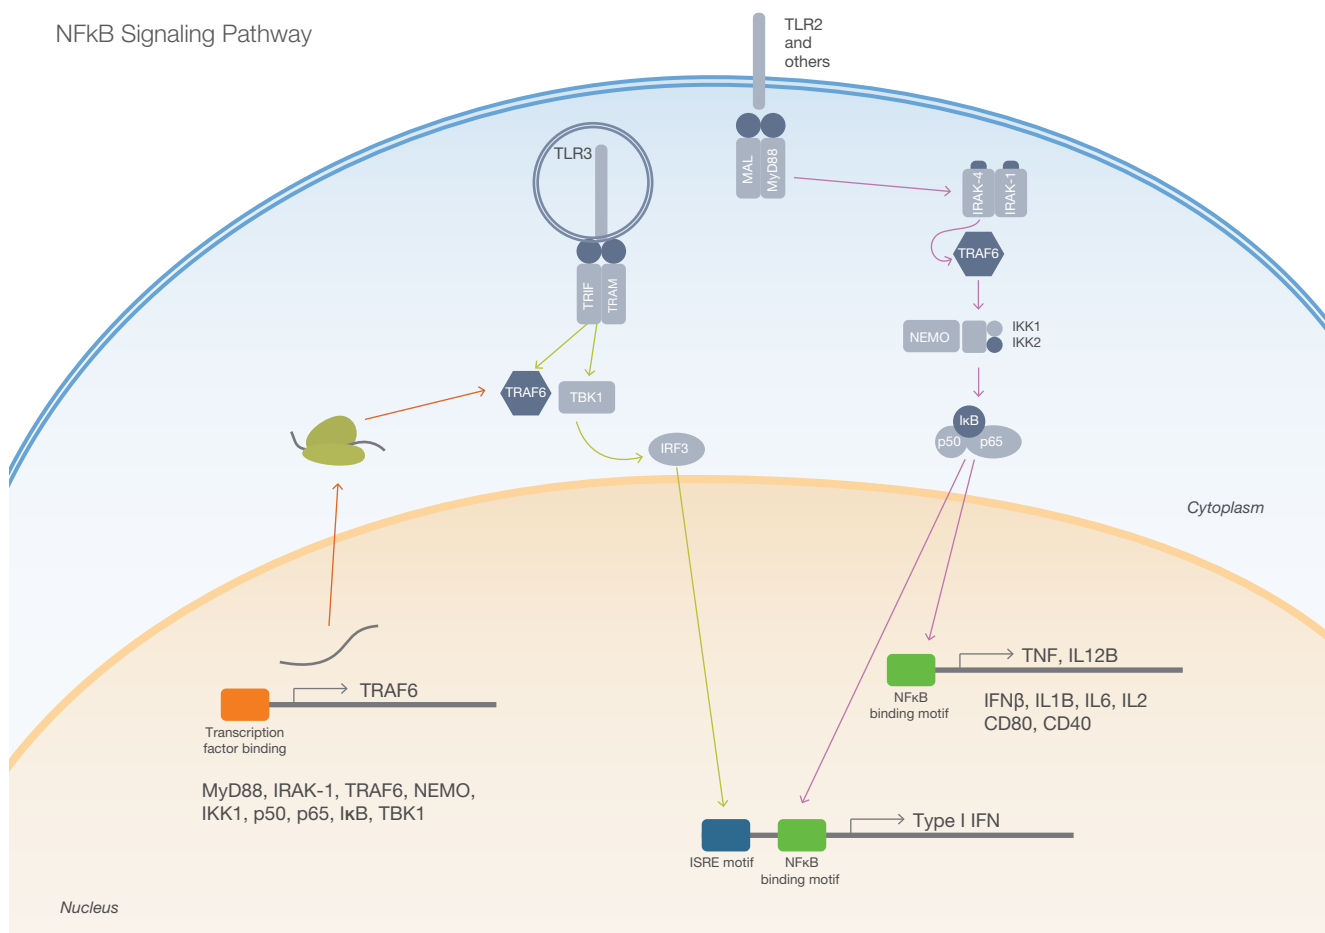 NFkB Signaling Pathway
TLR2
and
others
TLR3
MAL
MyD88
IRAK-4
IRAK-1
TRAF6
TRIF
TRAM
NEMO
IKK1
IKK2
TRAF6
TBK1
IκB
p50
p65
IRF3
Cytoplasm
TRAF6
Transcription
factor binding
MyD88, IRAK-1, TRAF6, NEMO,
IKK1, p50, p65, IκB, TBK1
TNF, IL12B
NFκB
binding motif
IFNβ, IL1B, IL6, IL2
CD80, CD40
Type I IFN
ISRE motif
NFκB
binding motif
Nucleus